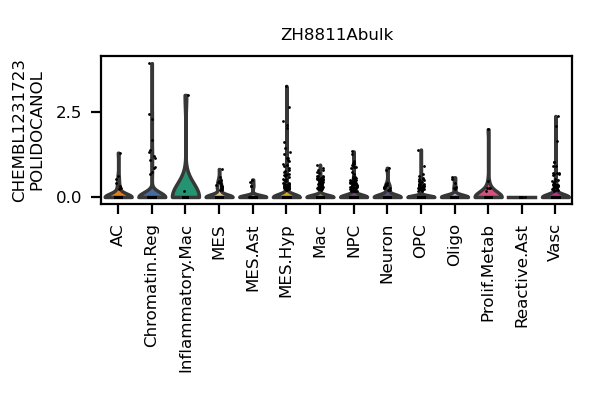 ZH8811Abulk
CHEMBL1231723
POLIDOCANOL
2.5
0.0
AC
Chromatin.Reg
Inflammatory.Mac
MES
MES.Ast
MES.Hyp
Mac
NPC
Neuron
OPC
Oligo
Prolif.Metab
Reactive.Ast
Vasc